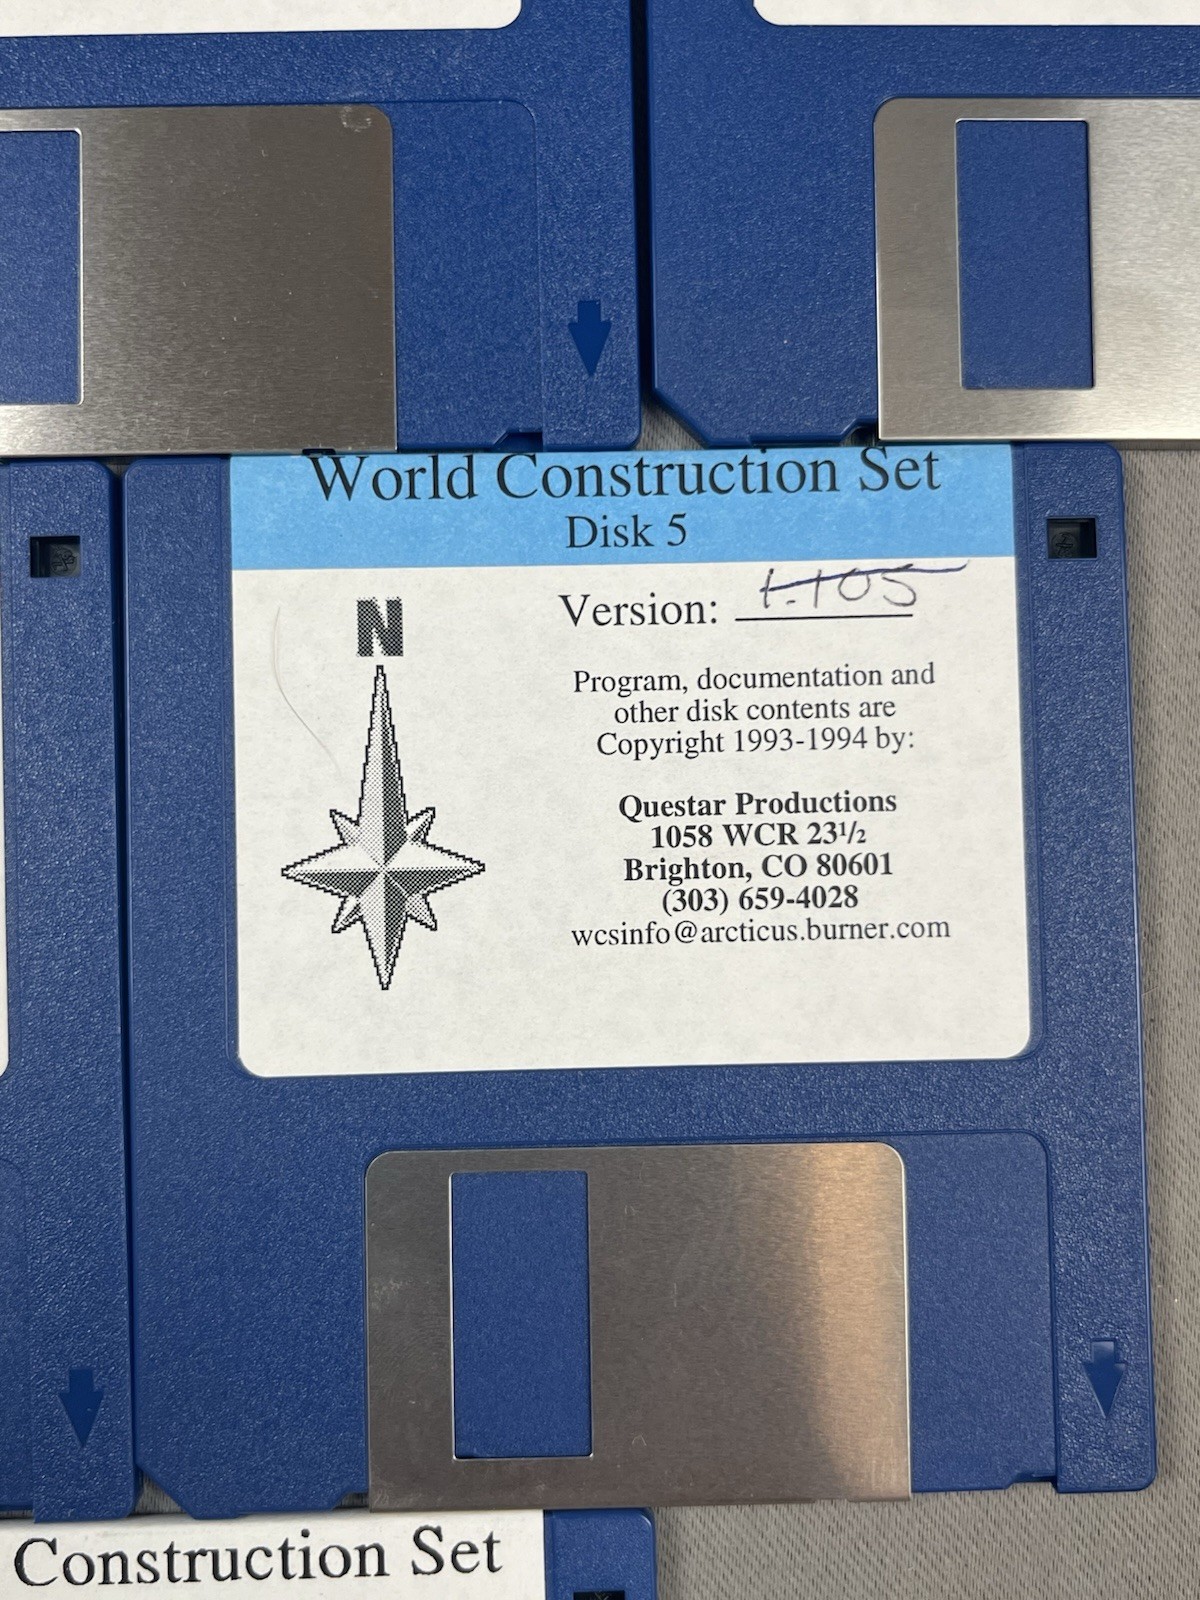 World Construction Set
Disk 5
N
Version: 1.105
Program, documentation and
other disk contents are
Copyright 1993-1994 by:
Questar Productions
1058 WCR 23½
Brighton, CO 80601
(303) 659-4028
wcsinfo@arcticus.burner.com
Construction Set